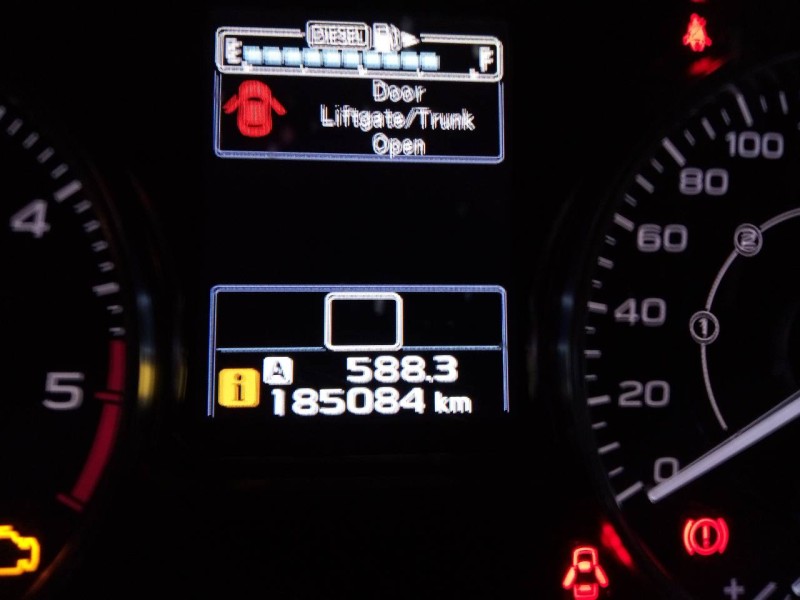 DIESEL
E F
Door
Liftgate/Trunk
Open
4
5
100
80
60
40
20
0
2
1
A 588.3
i 185084 km